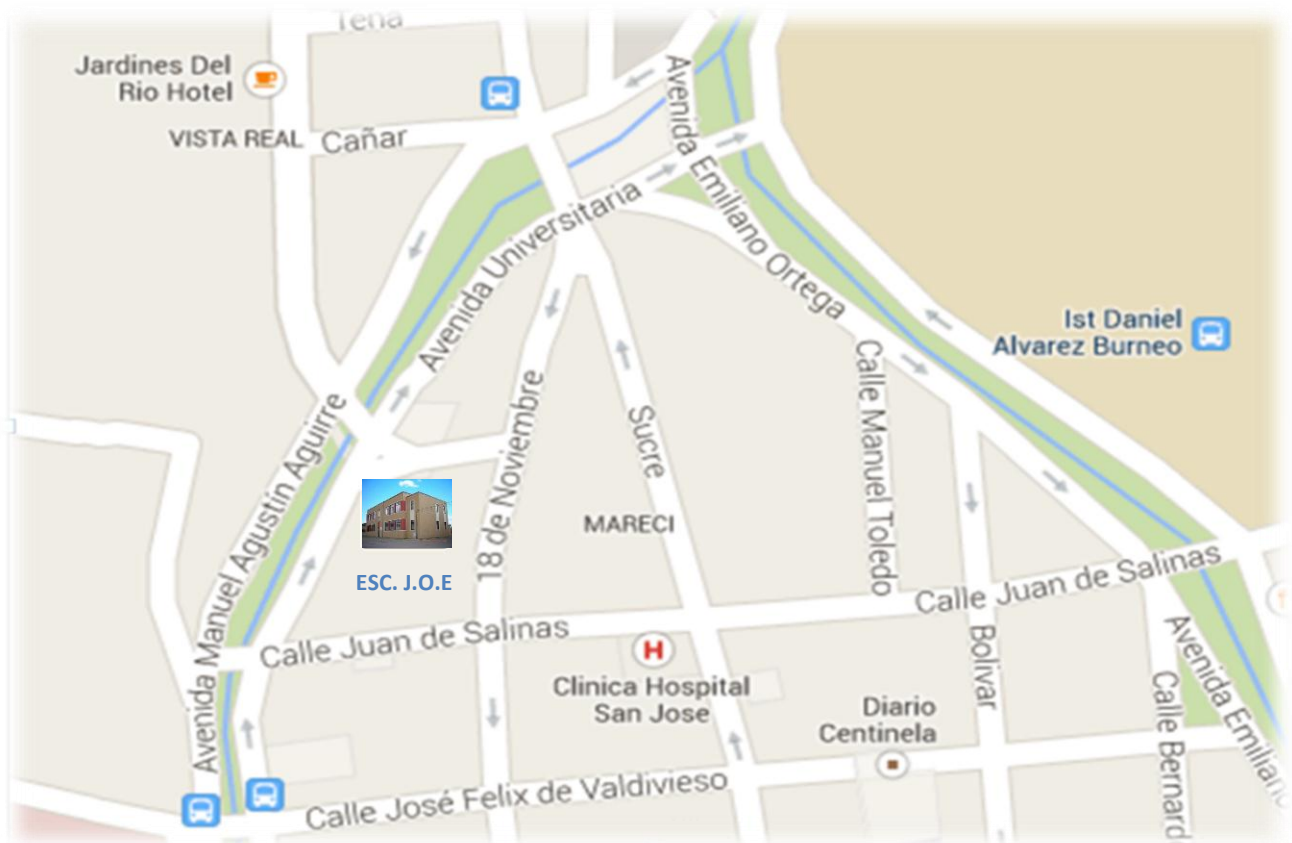 Tena
Jardines Del
Rio Hotel
VISTA REAL
Cañar
Avenida Emiliano Ortega
Avenida Universitaria
Ist Daniel
Alvarez Burneo
Calle Manuel Toledo
18 de Noviembre
Sucre
Avenida Manuel Agustín Aguirre
MARECI
ESC. J.O.E
Calle Juan de Salinas
Calle Juan de Salinas
H
Clinica Hospital
San Jose
Bolivar
Diario
Centinela
Avenida Emiliano
Calle Bernard
Calle José Felix de Valdivieso